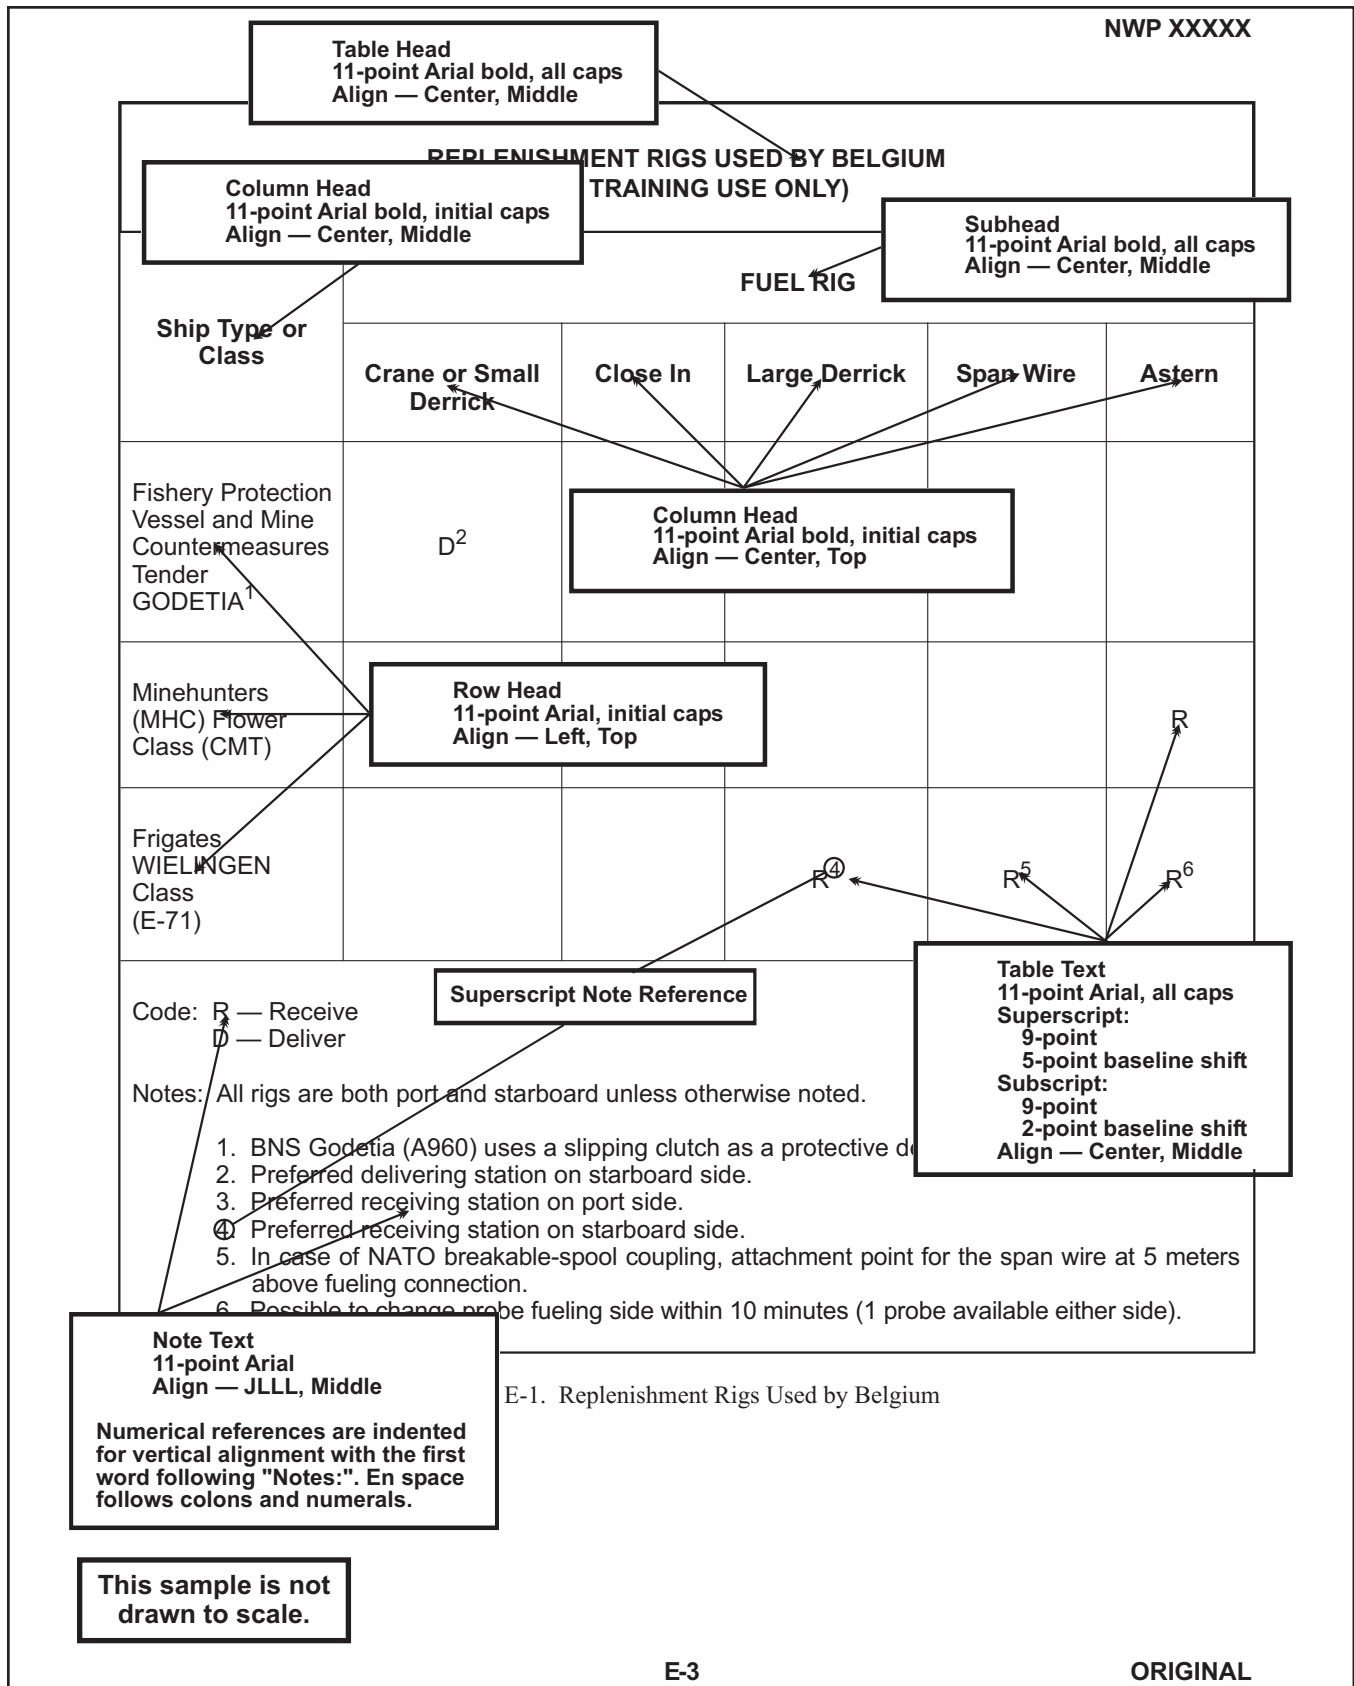 NWP XXXXX
Table Head
11-point Arial bold, all caps
Align — Center, Middle
REPLENISHMENT RIGS USED BY BELGIUM
TRAINING USE ONLY)
Column Head
11-point Arial bold, initial caps
Align — Center, Middle
Subhead
11-point Arial bold, all caps
Align — Center, Middle
FUEL RIG
Ship Type or
Class
Crane or Small
Derrick
Close In
Large Derrick
Span Wire
Astern
Fishery Protection
Vessel and Mine
Countermeasures
Tender
GODETIA1
D2
Column Head
11-point Arial bold, initial caps
Align — Center, Top
Minehunters
(MHC) Flower
Class (CMT)
Row Head
11-point Arial, initial caps
Align — Left, Top
R
Frigates
WIELINGEN
Class
(E-71)
R4
R5
R6
Table Text
11-point Arial, all caps
Superscript:
9-point
5-point baseline shift
Subscript:
9-point
2-point baseline shift
Align — Center, Middle
Superscript Note Reference
Code: R — Receive
D — Deliver
Notes: All rigs are both port and starboard unless otherwise noted.
1. BNS Godetia (A960) uses a slipping clutch as a protective
2. Preferred delivering station on starboard side.
3. Preferred receiving station on port side.
4. Preferred receiving station on starboard side.
5. In case of NATO breakable-spool coupling, attachment point for the span wire at 5 meters
above fueling connection.
6. Possible to change probe fueling side within 10 minutes (1 probe available either side).
Note Text
11-point Arial
Align — JLLL, Middle
Numerical references are indented
for vertical alignment with the first
word following "Notes:". En space
follows colons and numerals.
E-1. Replenishment Rigs Used by Belgium
This sample is not
drawn to scale.
E-3
ORIGINAL